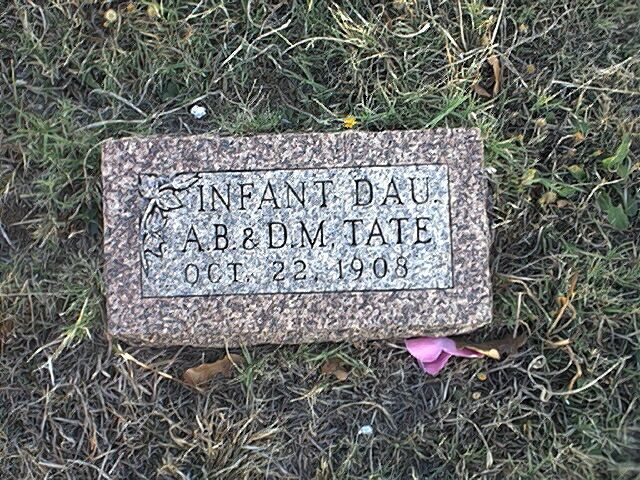 INFANT DAU.
A.B. & D.M. TATE
OCT. 22, 1908